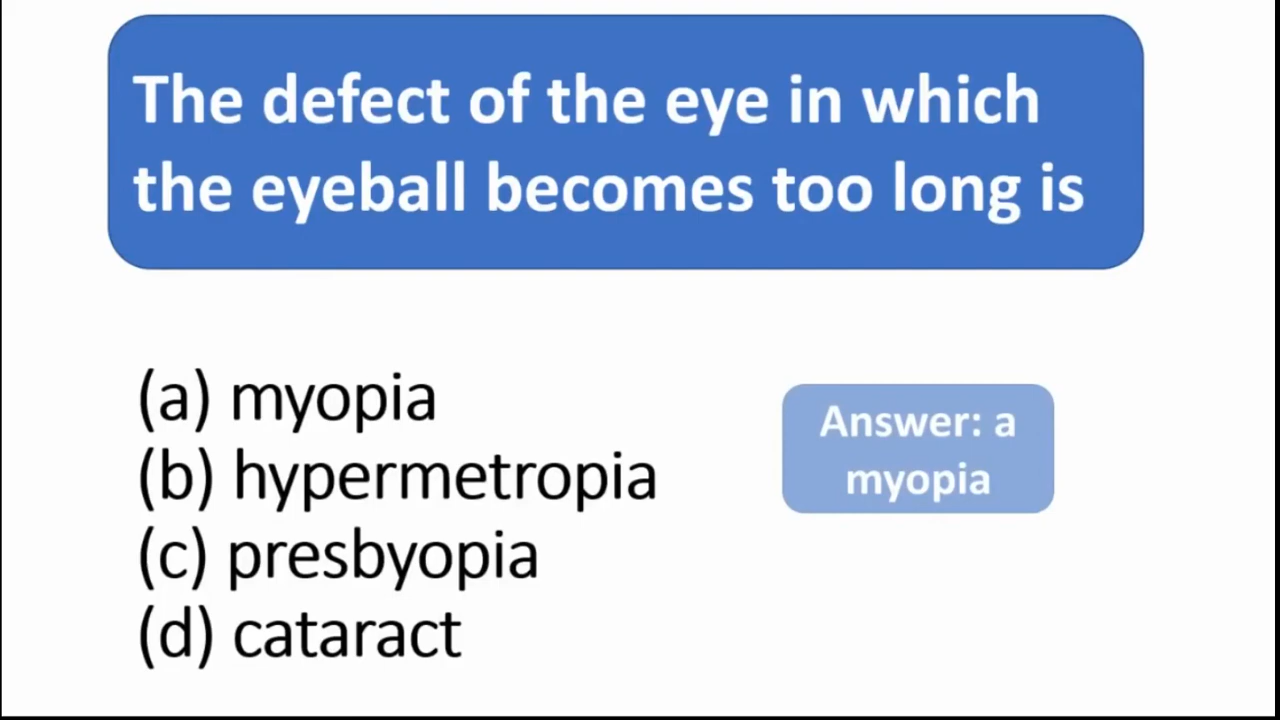 The defect of the eye in which
the eyeball becomes too long is
(a) myopia
(b) hypermetropia
(c) presbyopia
(d) cataract
Answer: a
myopia